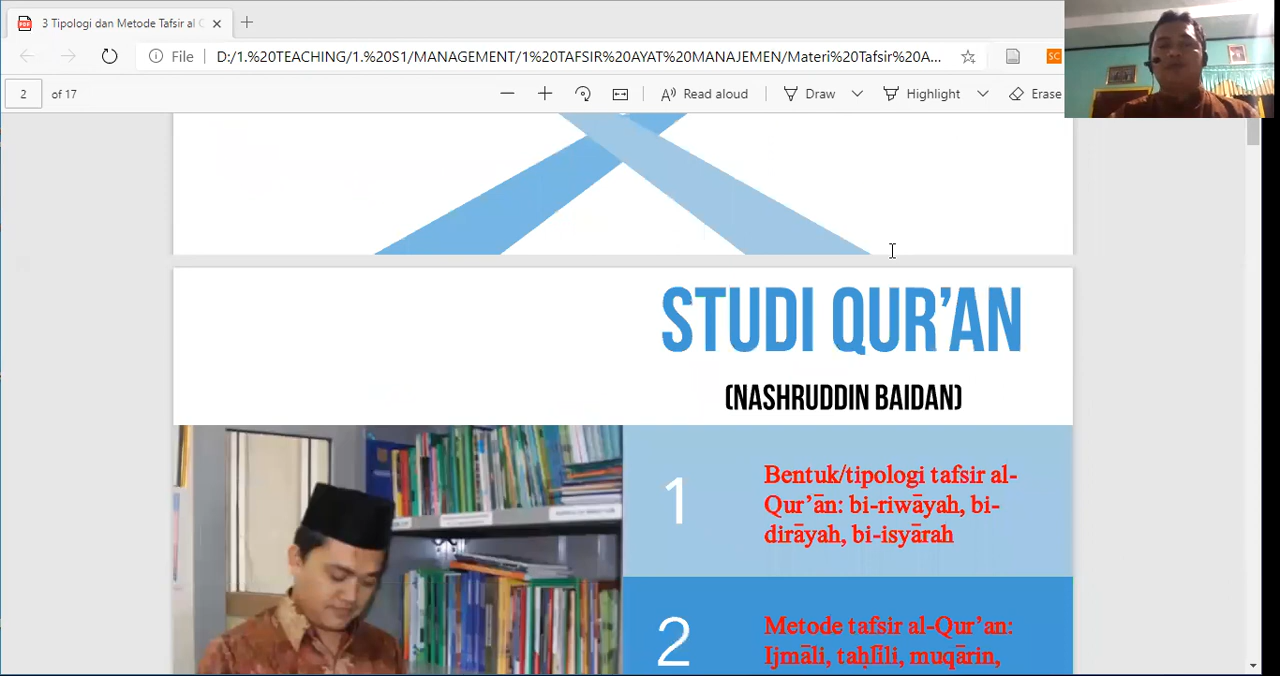 3 Tipologi dan Metode Tafsir al
File
D:/1.%20TEACHING/1.%20S1/MANAGEMENT/1%20TAFSIR%20AYAT%20MANAJEMEN/Materi%20Tafsir%20A...
SC
2 of 17
Read aloud
Draw
Highlight
Erase
STUDI QUR'AN
(NASHRUDDIN BAIDAN)
1
Bentuk/tipologi tafsir al-
Qur'ān: bi-riwāyah, bi-
dirāyah, bi-isyārah
2
Metode tafsir al-Qur'an:
Ijmāli, taḥlīli, muqārin,